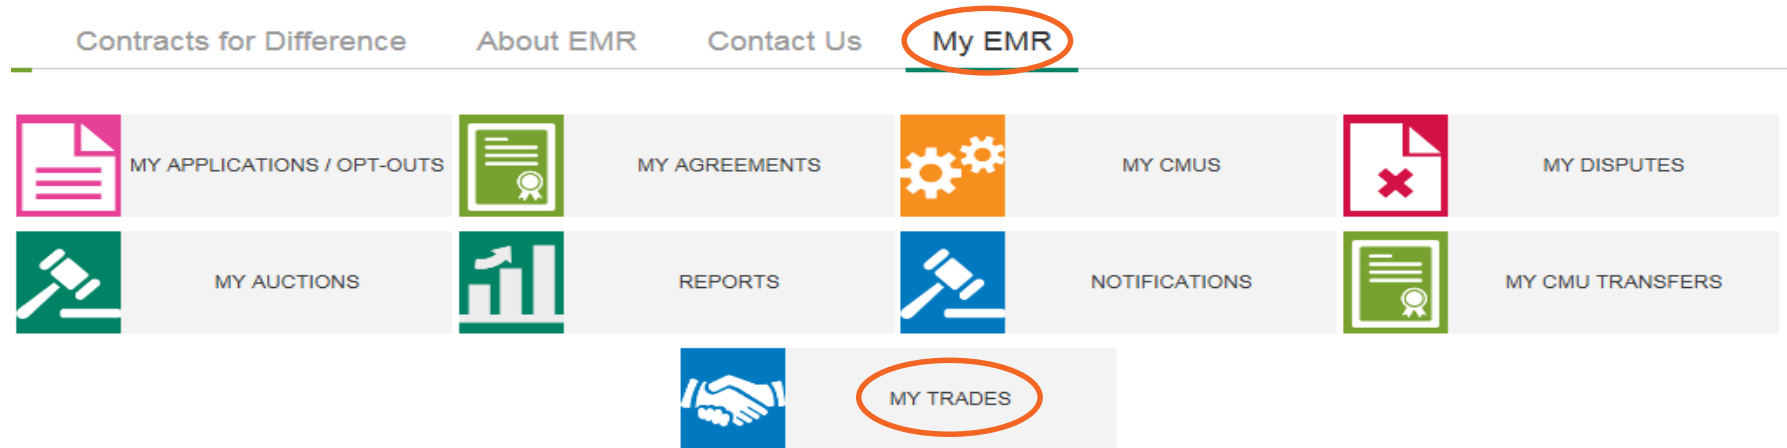 Contracts for Difference About EMR Contact Us My EMR
MY APPLICATIONS / OPT-OUTS MY AGREEMENTS MY CMUS MY DISPUTES
MY AUCTIONS REPORTS NOTIFICATIONS MY CMU TRANSFERS
MY TRADES